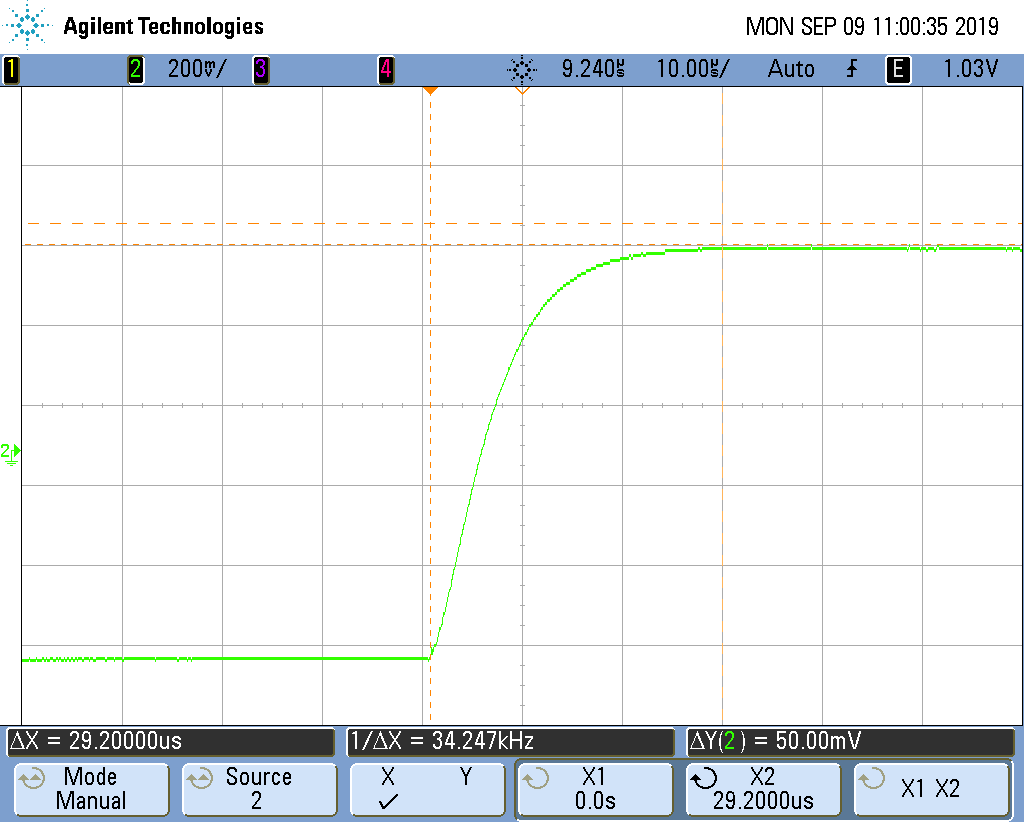 Agilent Technologies MON SEP 09 11:00:35 2019
1 2 200mV/ 3 4 9.240us 10.00us/ Auto E 1.03V
2
ΔX = 29.20000us 1/ΔX = 34.247kHz ΔY(2) = 50.00mV
Mode Source X Y X1 X2 X1 X2
Manual 2 0.0s 29.2000us